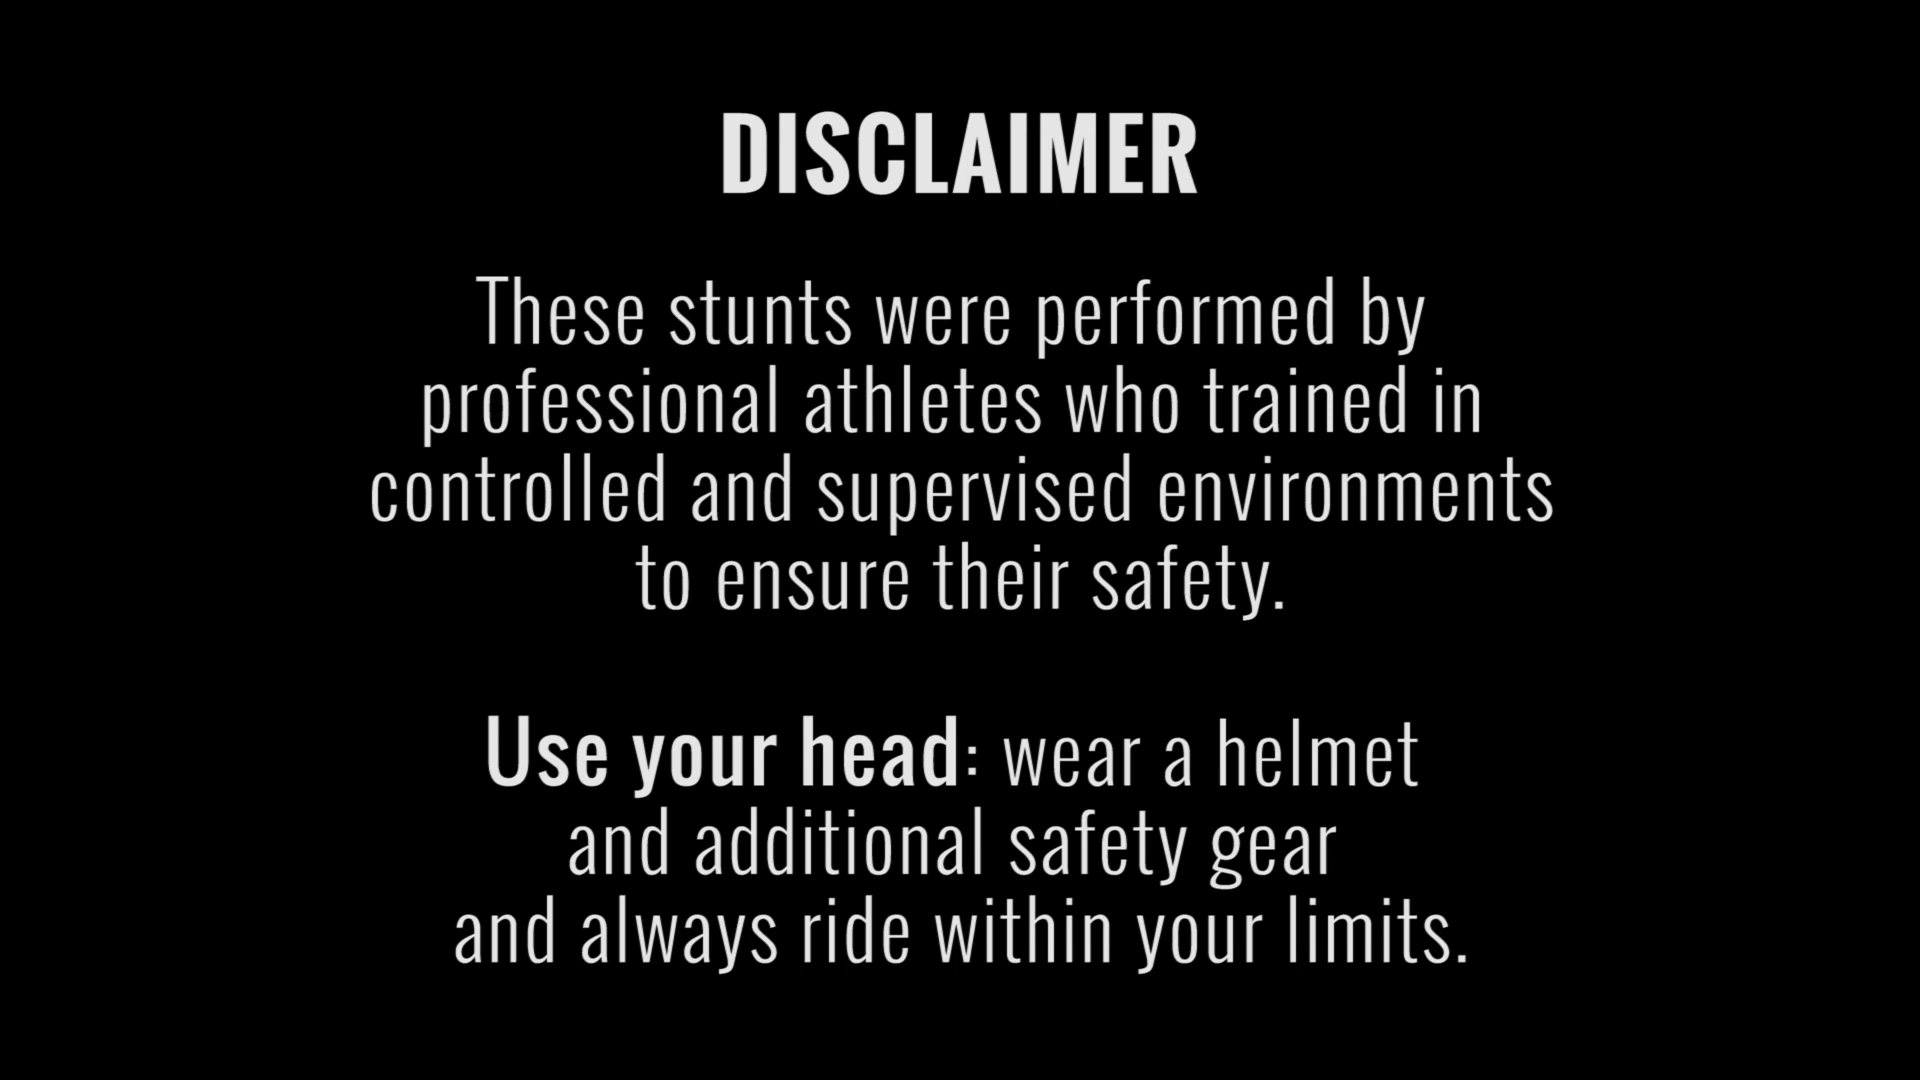 DISCLAIMER
These stunts were performed by
professional athletes who trained in
controlled and supervised environments
to ensure their safety.
Use your head: wear a helmet
and additional safety gear
and always ride within your limits.